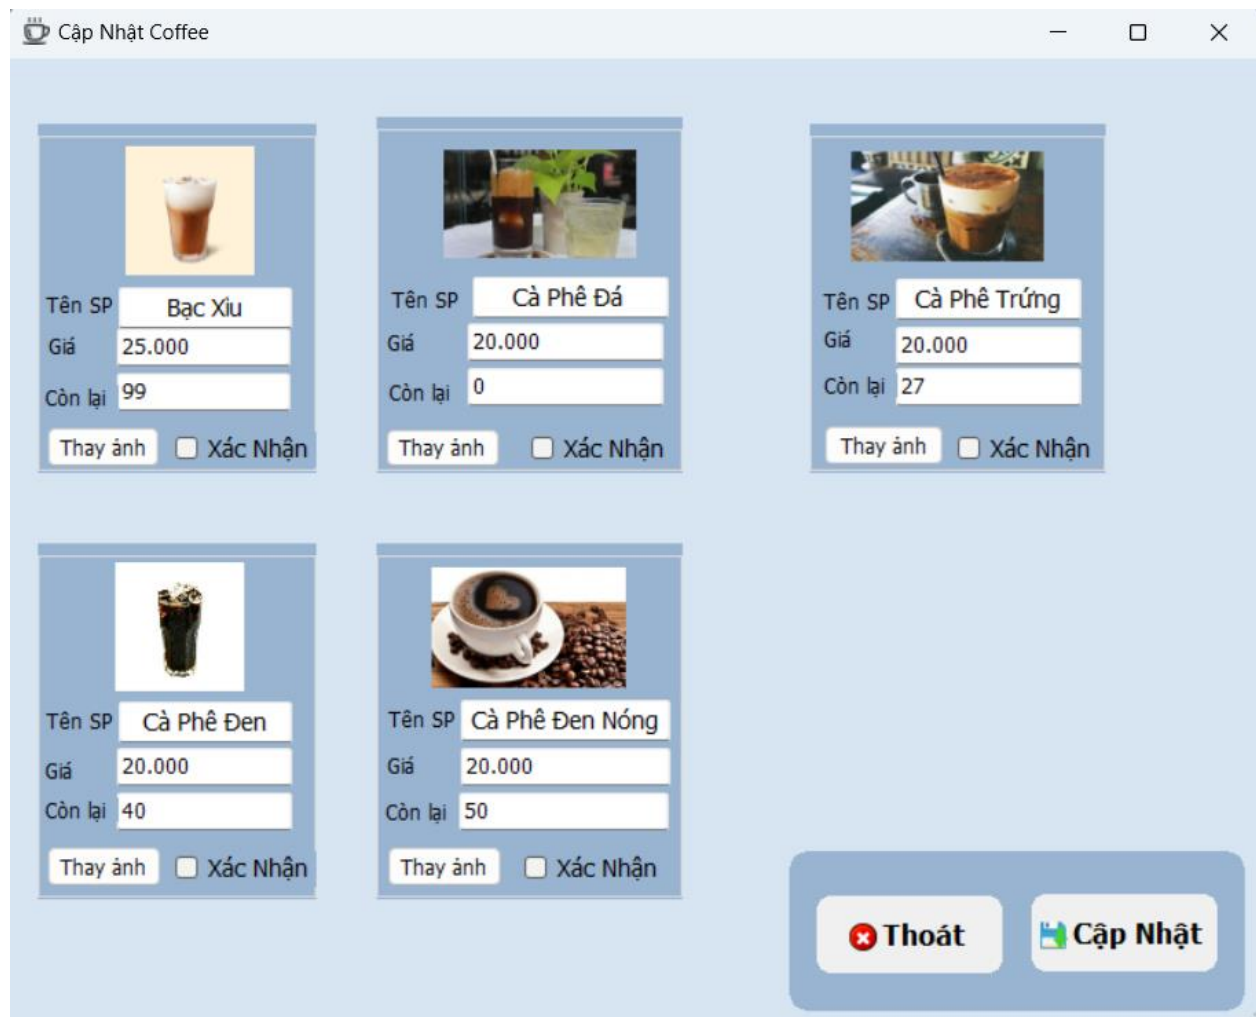 Cập Nhật Coffee
Tên SP Bạc Xỉu
Giá 25.000
Còn lại 99
Thay ảnh Xác Nhận
Tên SP Cà Phê Đá
Giá 20.000
Còn lại 0
Thay ảnh Xác Nhận
Tên SP Cà Phê Trứng
Giá 20.000
Còn lại 27
Thay ảnh Xác Nhận
Tên SP Cà Phê Đen
Giá 20.000
Còn lại 40
Thay ảnh Xác Nhận
Tên SP Cà Phê Đen Nóng
Giá 20.000
Còn lại 50
Thay ảnh Xác Nhận
Thoát Cập Nhật